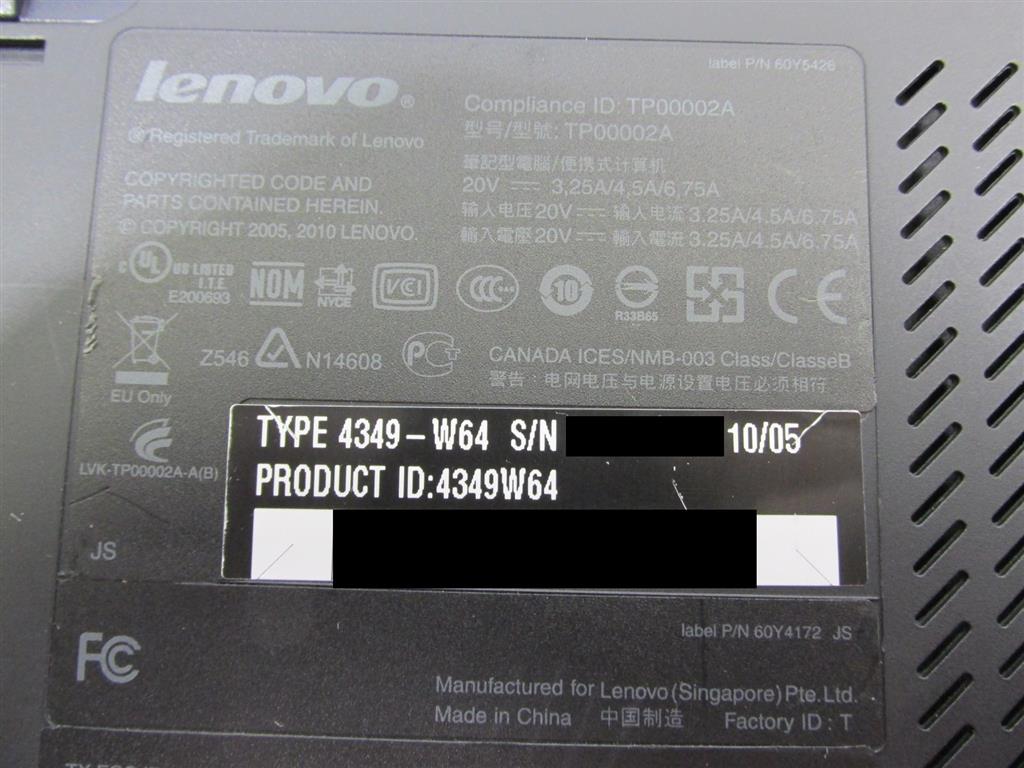 label P/N 60Y5426
lenovo®
® Registered Trademark of Lenovo
COPYRIGHTED CODE AND
PARTS CONTAINED HEREIN.
© COPYRIGHT 2005, 2010 LENOVO.
Compliance ID: TP00002A
型号/型號: TP00002A
筆記型電腦/便携式计算机
20V ⎓ 3.25A/4.5A/6.75A
输入电压20V⎓ 输入电流 3.25A/4.5A/6.75A
輸入電壓20V⎓ 輸入電流 3.25A/4.5A/6.75A
c UL US LISTED
I.T.E.
E200693
NOM
NYCE
VCI
CCC
S&E
10
R33B65
CE
EU Only
Z546
N14608
PCT
CANADA ICES/NMB-003 Class/ClasseB
警告: 电网电压与电源设置电压必须相符
LVK-TP00002A-A(B)
TYPE 4349-W64 S/N 10/05
PRODUCT ID:4349W64
JS
FC
label P/N 60Y4172 JS
Manufactured for Lenovo (Singapore) Pte.Ltd.
Made in China 中国制造 Factory ID : T